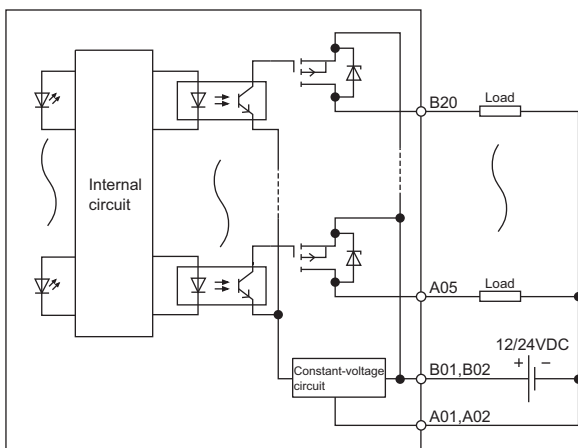 B20
Load
Internal
circuit
A05
Load
12/24VDC
+ −
Constant-voltage
circuit
B01,B02
A01,A02